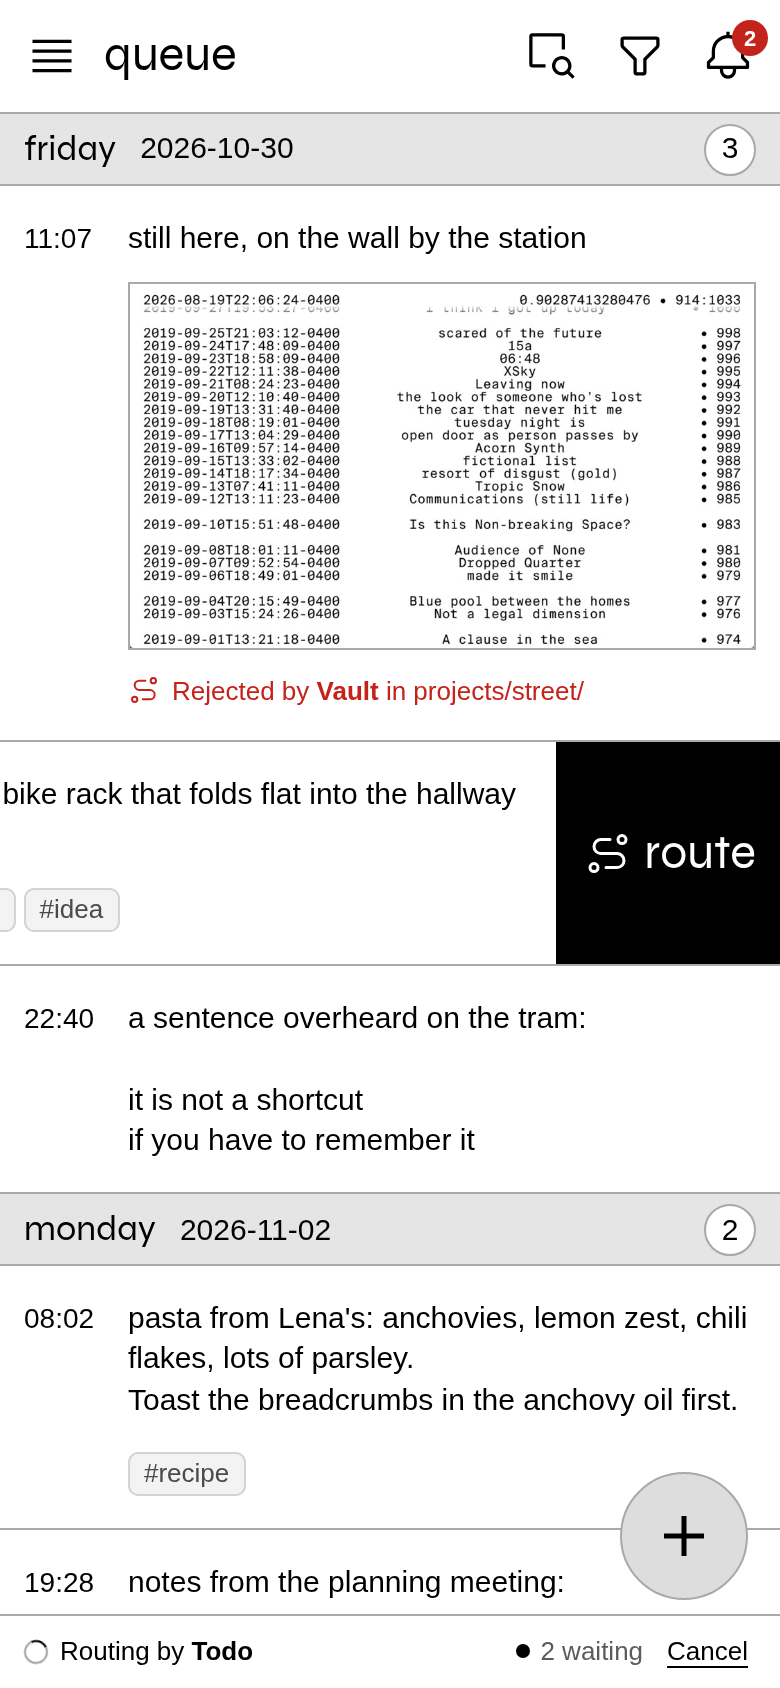 queue
2
friday 2026-10-30 3
11:07 still here, on the wall by the station
2026-08-19T22:06:24-0400 0.90287413280476 • 914:1033
i think i got up today • 1000
2019-09-25T21:03:12-0400 scared of the future • 998
2019-09-24T17:48:09-0400 15a • 997
2019-09-23T18:58:09-0400 06:48 • 996
2019-09-22T12:11:38-0400 XSky • 995
2019-09-21T08:24:23-0400 Leaving now • 994
2019-09-20T12:10:40-0400 the look of someone who's lost • 993
2019-09-19T13:31:40-0400 the car that never hit me • 992
2019-09-18T08:19:01-0400 tuesday night is • 991
2019-09-17T13:04:29-0400 open door as person passes by • 990
2019-09-16T09:57:14-0400 Acorn Synth • 989
2019-09-15T13:33:02-0400 fictional list • 988
2019-09-14T18:17:34-0400 resort of disgust (gold) • 987
2019-09-13T07:41:11-0400 Tropic Snow • 986
2019-09-12T13:11:23-0400 Communications (still life) • 985
2019-09-10T15:51:48-0400 Is this Non-breaking Space? • 983
2019-09-08T18:01:11-0400 Audience of None • 981
2019-09-07T09:52:54-0400 Dropped Quarter • 980
2019-09-06T18:49:01-0400 made it smile • 979
2019-09-04T20:15:49-0400 Blue pool between the homes • 977
2019-09-03T15:24:26-0400 Not a legal dimension • 976
2019-09-01T13:21:18-0400 A clause in the sea • 974
Rejected by Vault in projects/street/
bike rack that folds flat into the hallway
#idea
route
22:40 a sentence overheard on the tram:
it is not a shortcut
if you have to remember it
monday 2026-11-02 2
08:02 pasta from Lena's: anchovies, lemon zest, chili
flakes, lots of parsley.
Toast the breadcrumbs in the anchovy oil first.
#recipe
19:28 notes from the planning meeting:
Routing by Todo • 2 waiting Cancel